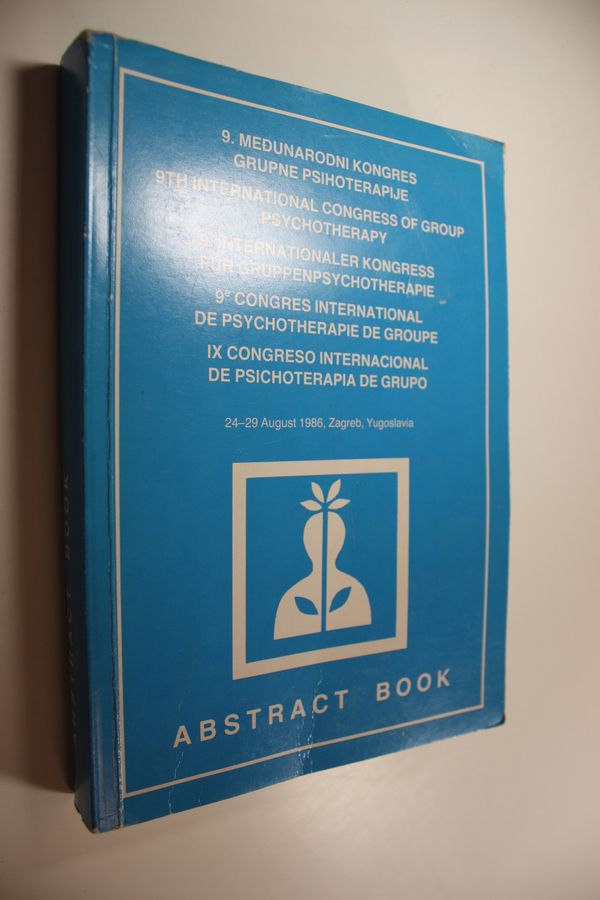 9. MEĐUNARODNI KONGRES
GRUPNE PSIHOTERAPIJE
9TH INTERNATIONAL CONGRESS OF GROUP
PSYCHOTHERAPY
9. INTERNATIONALER KONGRESS
FÜR GRUPPENPSYCHOTHERAPIE
9e CONGRES INTERNATIONAL
DE PSYCHOTHERAPIE DE GROUPE
IX CONGRESO INTERNACIONAL
DE PSICHOTERAPIA DE GRUPO
24–29 August 1986, Zagreb, Yugoslavia
ABSTRACT BOOK
ABSTRACT BOOK